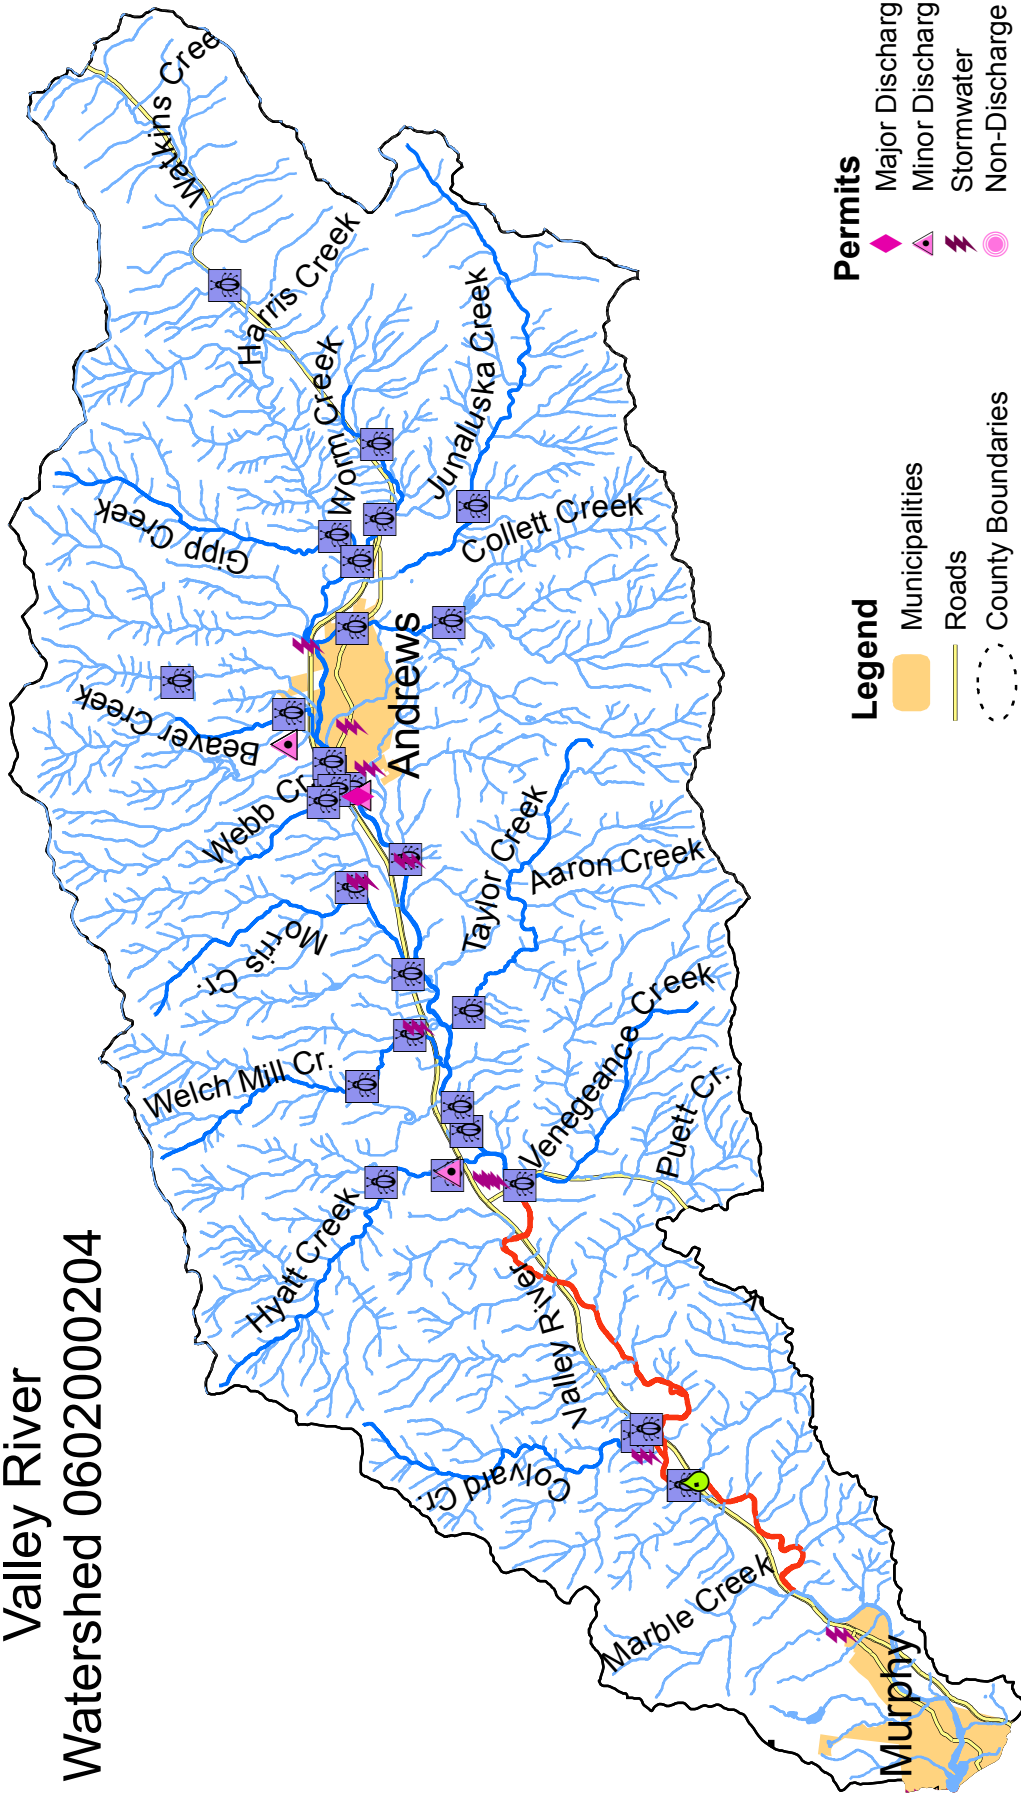 Valley River
Watershed 0602000204
Watkins Cree
Harris Creek
Worm Creek
Junaluska Creek
Gipp Creek
Collett Creek
Beaver Creek
Andrews
Webb Cr.
Taylor Creek
Aaron Creek
Morris Cr.
Venegeance Creek
Welch Mill Cr.
Puett Cr.
Hyatt Creek
Valley River
Colvard Cr.
Marble Creek
Murphy
Legend
Municipalities
Roads
County Boundaries
Permits
Major Discharg
Minor Discharg
Stormwater
Non-Discharge